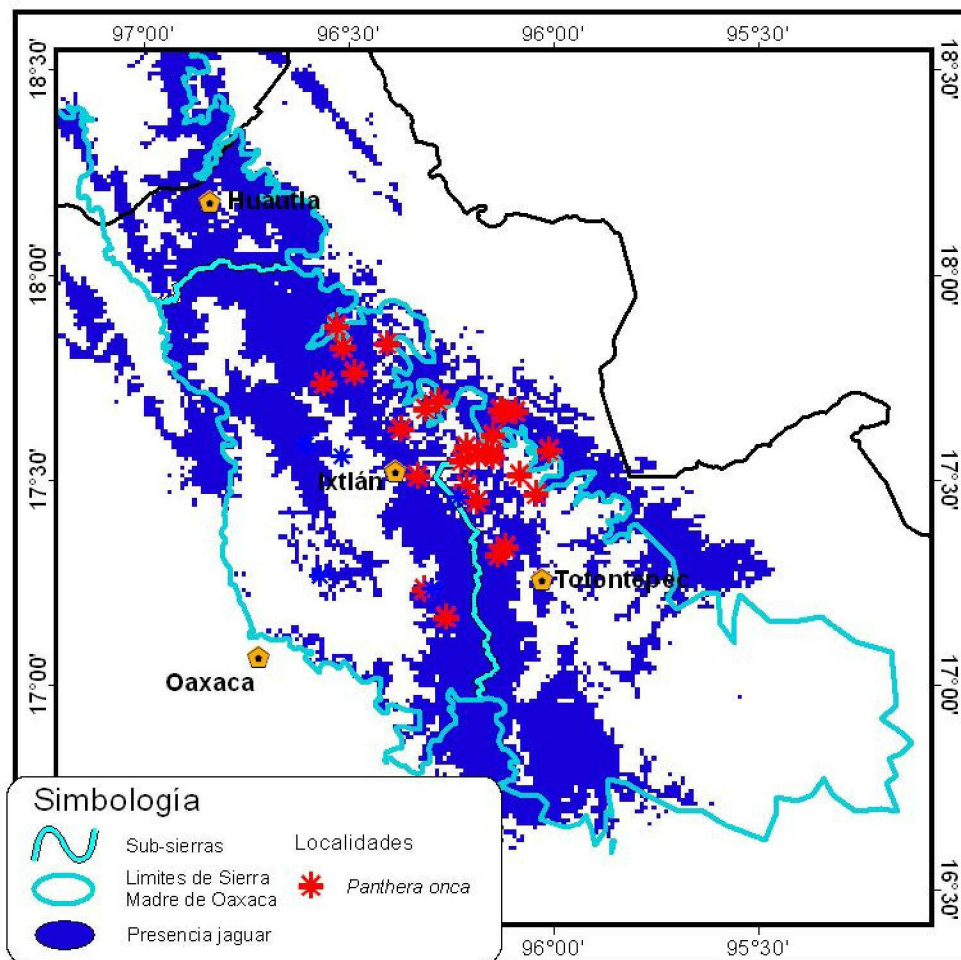 97°00' 96°30' 96°00' 95°30'
18°30' 18°30'
Huautla
18°00' 18°00'
17°30' 17°30'
Ixtlán
Totontepec
17°00' 17°00'
Oaxaca
Simbología
Sub-sierras Localidades
Limites de Sierra
Madre de Oaxaca
Panthera onca
Presencia jaguar
16°30'
96°00' 95°30'